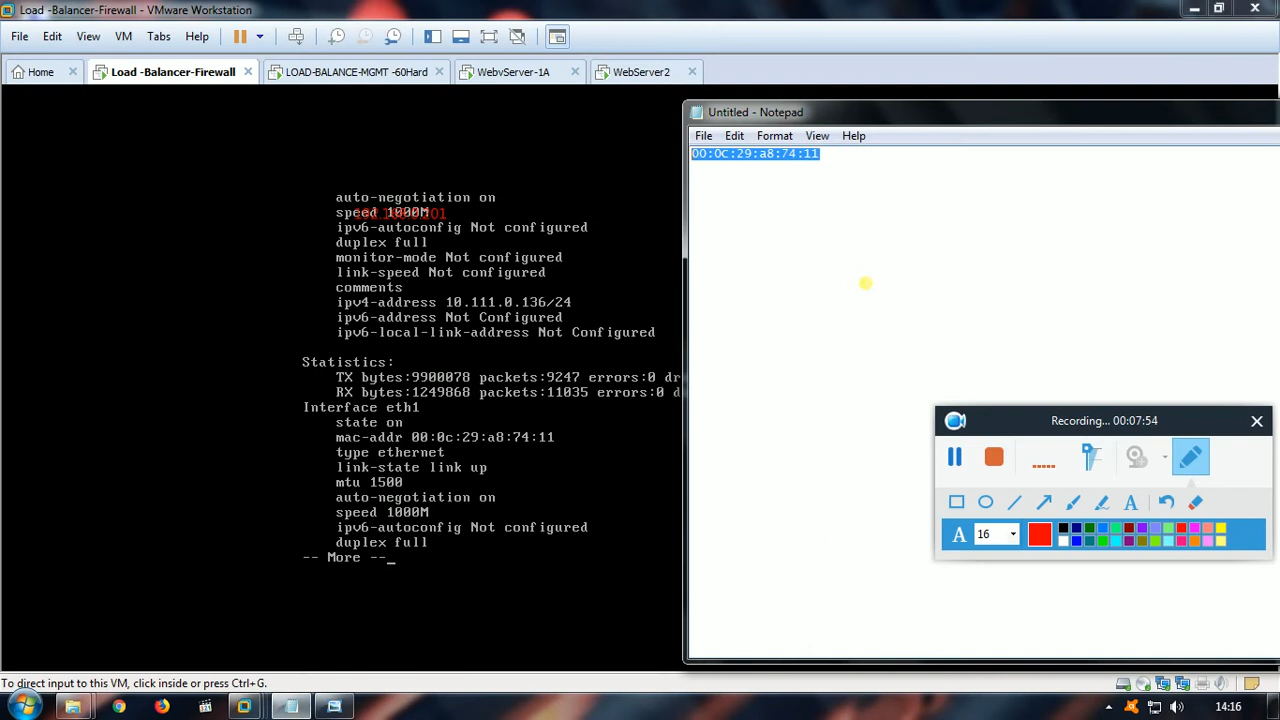 Load -Balancer-Firewall - VMware Workstation
File Edit View VM Tabs Help
Home Load -Balancer-Firewall LOAD-BALANCE-MGMT -60Hard WebvServer-1A WebServer2
Untitled - Notepad
File Edit Format View Help
00:0C:29:a8:74:11
auto-negotiation on
speed 1000M
ipv6-autoconfig Not configured
duplex full
monitor-mode Not configured
link-speed Not configured
comments
ipv4-address 10.111.0.136/24
ipv6-address Not Configured
ipv6-local-link-address Not Configured
Statistics:
TX bytes:9900078 packets:9247 errors:0 dr
RX bytes:1249868 packets:11035 errors:0 d
Interface eth1
state on
mac-addr 00:0c:29:a8:74:11
type ethernet
link-state link up
mtu 1500
auto-negotiation on
speed 1000M
ipv6-autoconfig Not configured
duplex full
-- More --_
Recording... 00:07:54
A
A 16
To direct input to this VM, click inside or press Ctrl+G.
14:16